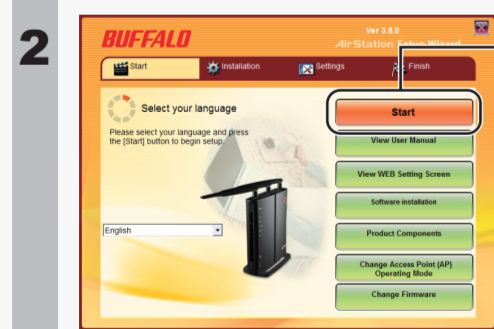 2
BUFFALO
Ver 3.6.0
AirStation Setup Wizard
Start
Installation
Settings
Finish
Select your language
Please select your language and press
the [Start] button to begin setup.
English
Start
View User Manual
View WEB Setting Screen
Software installation
Product Components
Change Access Point (AP)
Operating Mode
Change Firmware